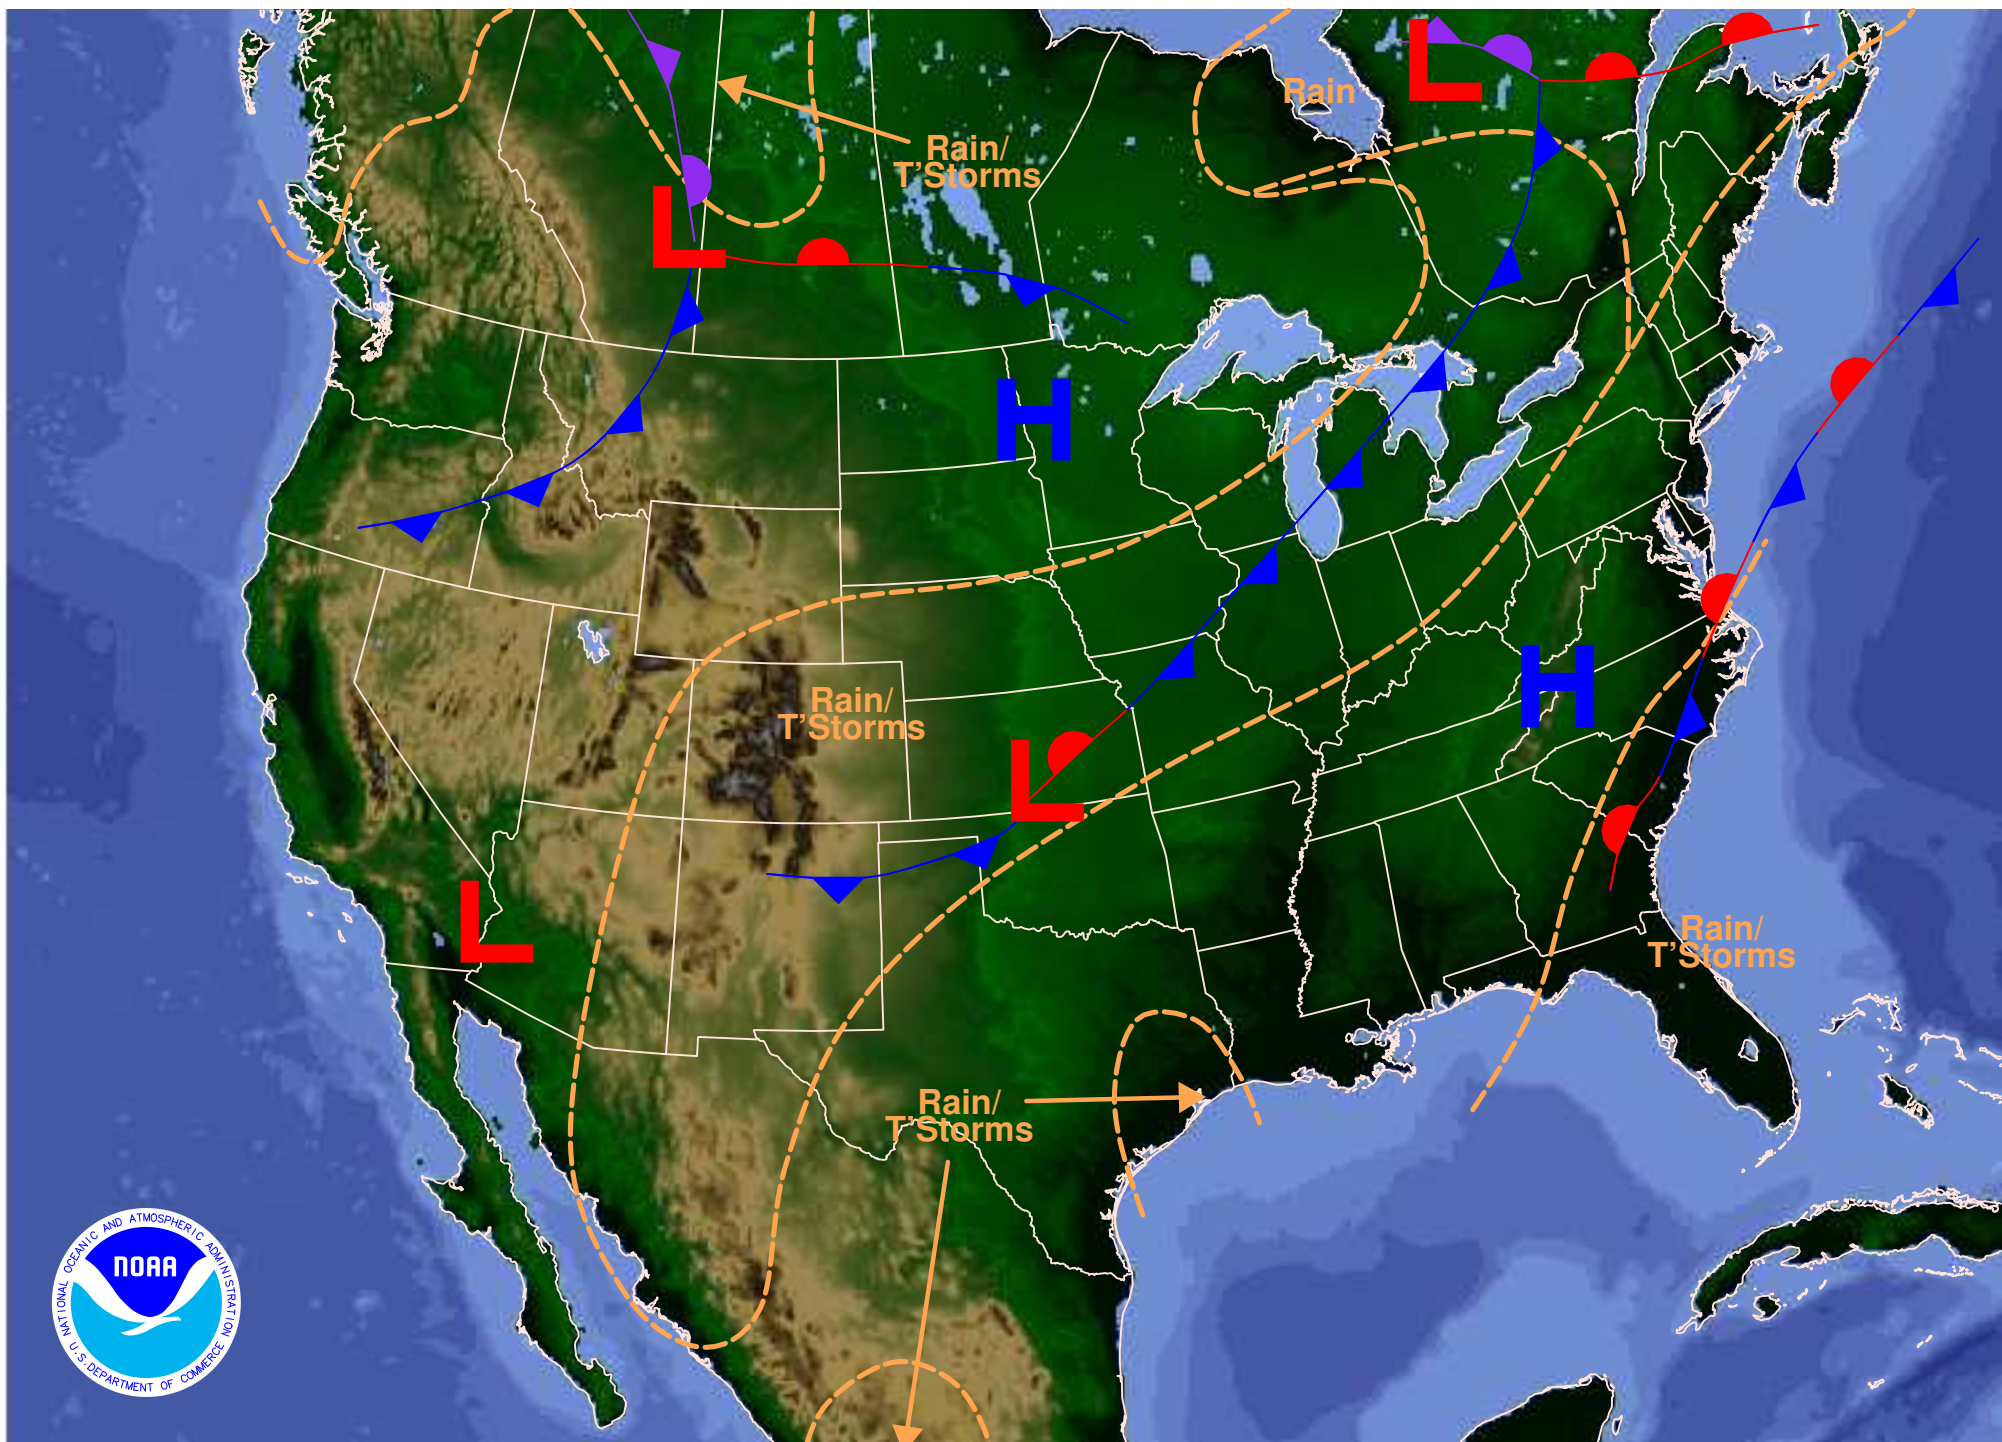 L
Rain
Rain/
T'Storms
L
H
H
Rain/
T'Storms
L
L
Rain/
T'Storms
Rain/
T'Storms
NATIONAL OCEANIC AND ATMOSPHERIC ADMINISTRATION
NOAA
U.S. DEPARTMENT OF COMMERCE